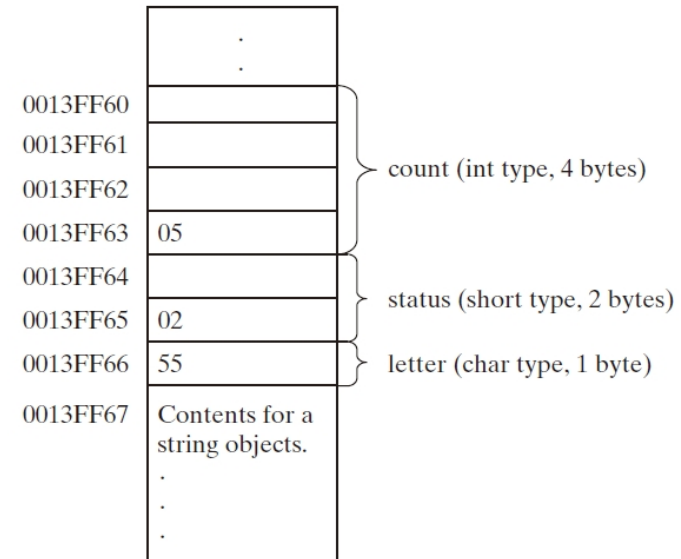 0013FF60
0013FF61
count (int type, 4 bytes)
0013FF62
0013FF63 05
0013FF64
status (short type, 2 bytes)
0013FF65 02
0013FF66 55 letter (char type, 1 byte)
0013FF67 Contents for a
string objects.